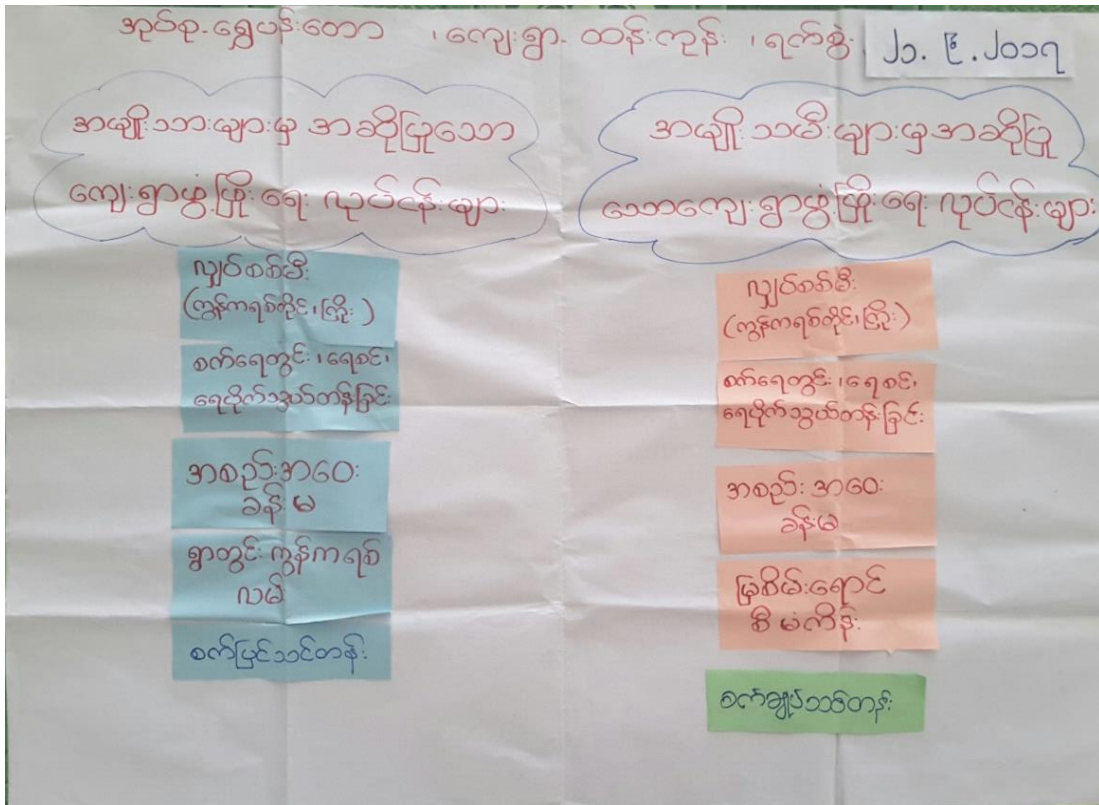 အုပ်စု-ရွှေပန်းတော ၊ ကျေးရွာ- ထန်းကုန်း ၊ ရက်စွဲ ၂၁. ၆ .၂၀၁၇
အမျိုးသားများမှ အဆိုပြုသော
ကျေးရွာဖွံ့ဖြိုးရေး လုပ်ငန်းများ
လျှပ်စစ်မီး
(ကွန်ကရစ်တိုင်၊ ကြိုး)
စက်ရေတွင်း ၊ ရေစင်၊
ရေပိုက်သွယ်တန်းခြင်း
အစည်းအဝေး
ခန်းမ
ရွာတွင်း ကွန်ကရစ်
လမ်း
စက်ပြင်သင်တန်း
အမျိုးသမီးများမှ အဆိုပြု
သောကျေးရွာဖွံ့ဖြိုးရေး လုပ်ငန်းများ
လျှပ်စစ်မီး
(ကွန်ကရစ်တိုင်၊ကြိုး)
စက်ရေတွင်း ၊ ရေစင်၊
ရေပိုက်သွယ်တန်းခြင်း
အစည်းအဝေး
ခန်းမ
မြစိမ်းရောင်
စီမံကိန်း
စက်ချုပ်သင်တန်း